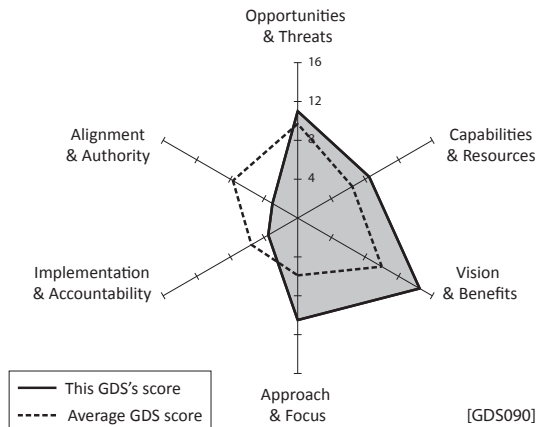 Opportunities
& Threats
16
12
8
4
Alignment
& Authority
Capabilities
& Resources
Implementation
& Accountability
Vision
& Benefits
Approach
& Focus
This GDS's score
Average GDS score
[GDS090]